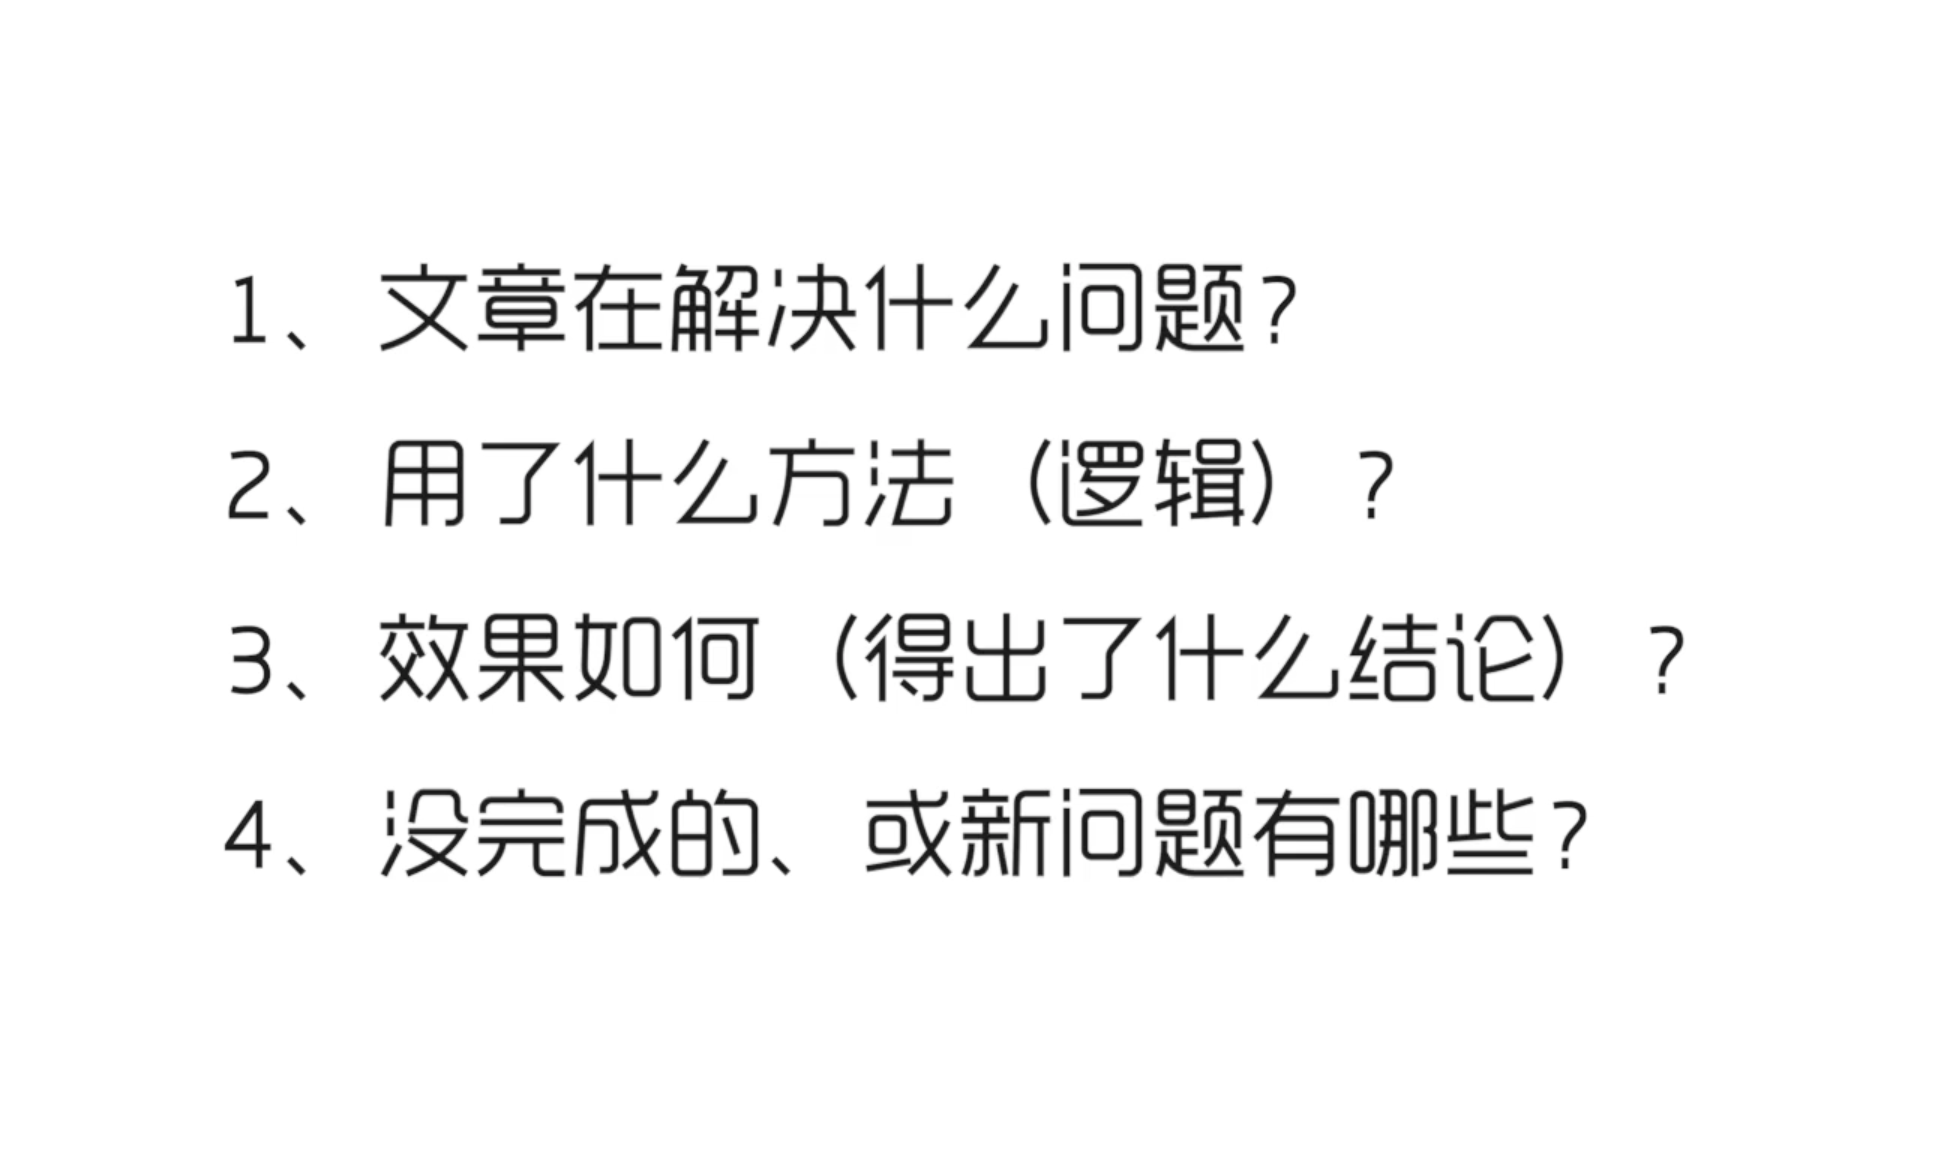 1、文章在解决什么问题？
2、用了什么方法（逻辑）？
3、效果如何（得出了什么结论）？
4、没完成的、或新问题有哪些？